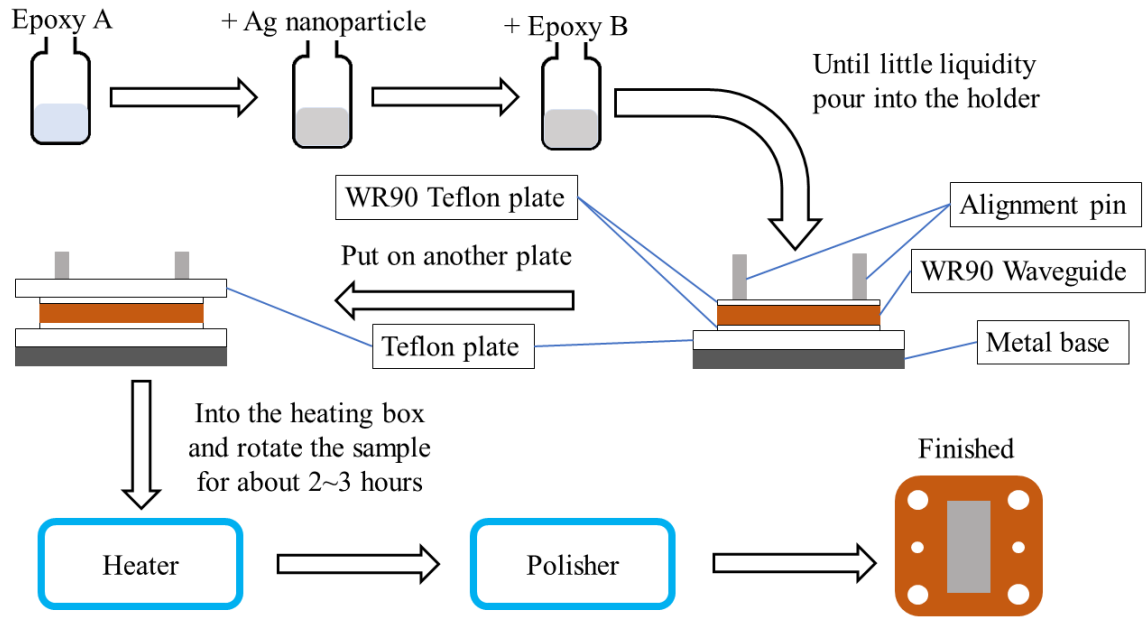 Epoxy A
+ Ag nanoparticle
+ Epoxy B
Until little liquidity
pour into the holder
WR90 Teflon plate
Alignment pin
Put on another plate
WR90 Waveguide
Teflon plate
Metal base
Into the heating box
and rotate the sample
for about 2~3 hours
Finished
Heater
Polisher